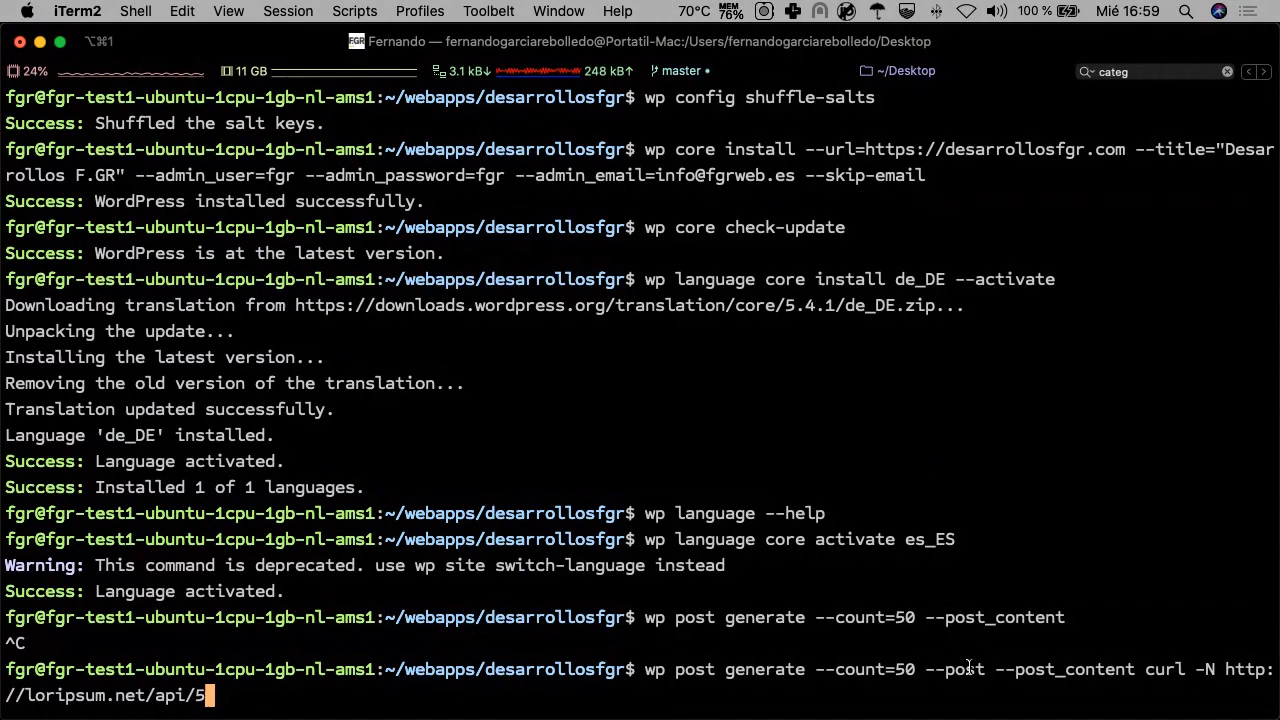 iTerm2 Shell Edit View Session Scripts Profiles Toolbelt Window Help 70°C MEM 76% 100 % Mié 16:59
⌥⌘1 FGR Fernando — fernandogarciarebolledo@Portatil-Mac:/Users/fernandogarciarebolledo/Desktop
24% 11 GB 3.1 kB↓ 248 kB↑ master • ~/Desktop categ
fgr@fgr-test1-ubuntu-1cpu-1gb-nl-ams1:~/webapps/desarrollosfgr$ wp config shuffle-salts
Success: Shuffled the salt keys.
fgr@fgr-test1-ubuntu-1cpu-1gb-nl-ams1:~/webapps/desarrollosfgr$ wp core install --url=https://desarrollosfgr.com --title="Desar
rollos F.GR" --admin_user=fgr --admin_password=fgr --admin_email=info@fgrweb.es --skip-email
Success: WordPress installed successfully.
fgr@fgr-test1-ubuntu-1cpu-1gb-nl-ams1:~/webapps/desarrollosfgr$ wp core check-update
Success: WordPress is at the latest version.
fgr@fgr-test1-ubuntu-1cpu-1gb-nl-ams1:~/webapps/desarrollosfgr$ wp language core install de_DE --activate
Downloading translation from https://downloads.wordpress.org/translation/core/5.4.1/de_DE.zip...
Unpacking the update...
Installing the latest version...
Removing the old version of the translation...
Translation updated successfully.
Language 'de_DE' installed.
Success: Language activated.
Success: Installed 1 of 1 languages.
fgr@fgr-test1-ubuntu-1cpu-1gb-nl-ams1:~/webapps/desarrollosfgr$ wp language --help
fgr@fgr-test1-ubuntu-1cpu-1gb-nl-ams1:~/webapps/desarrollosfgr$ wp language core activate es_ES
Warning: This command is deprecated. use wp site switch-language instead
Success: Language activated.
fgr@fgr-test1-ubuntu-1cpu-1gb-nl-ams1:~/webapps/desarrollosfgr$ wp post generate --count=50 --post_content
^C
fgr@fgr-test1-ubuntu-1cpu-1gb-nl-ams1:~/webapps/desarrollosfgr$ wp post generate --count=50 --post --post_content curl -N http:
//loripsum.net/api/5